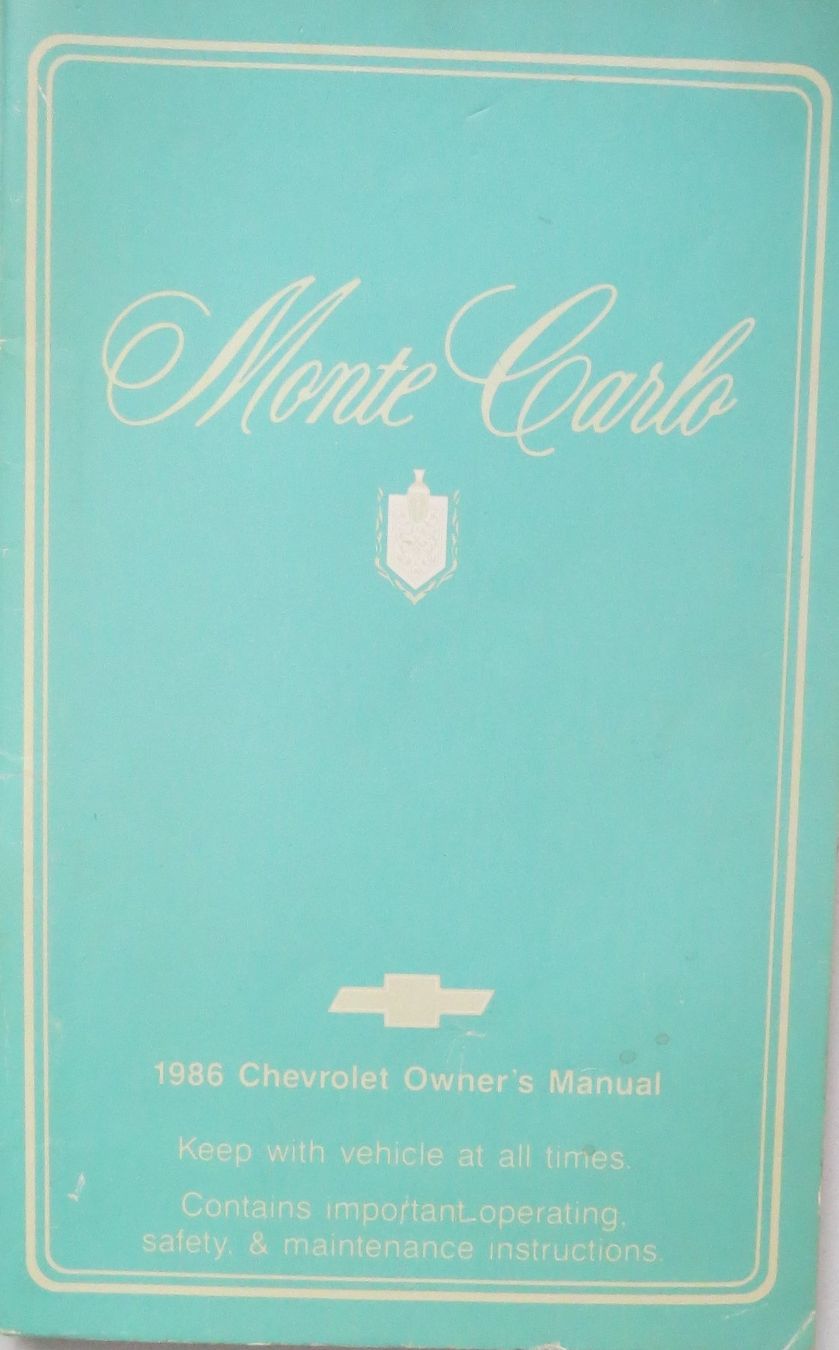 Monte Carlo
1986 Chevrolet Owner's Manual
Keep with vehicle at all times.
Contains important operating,
safety, & maintenance instructions.